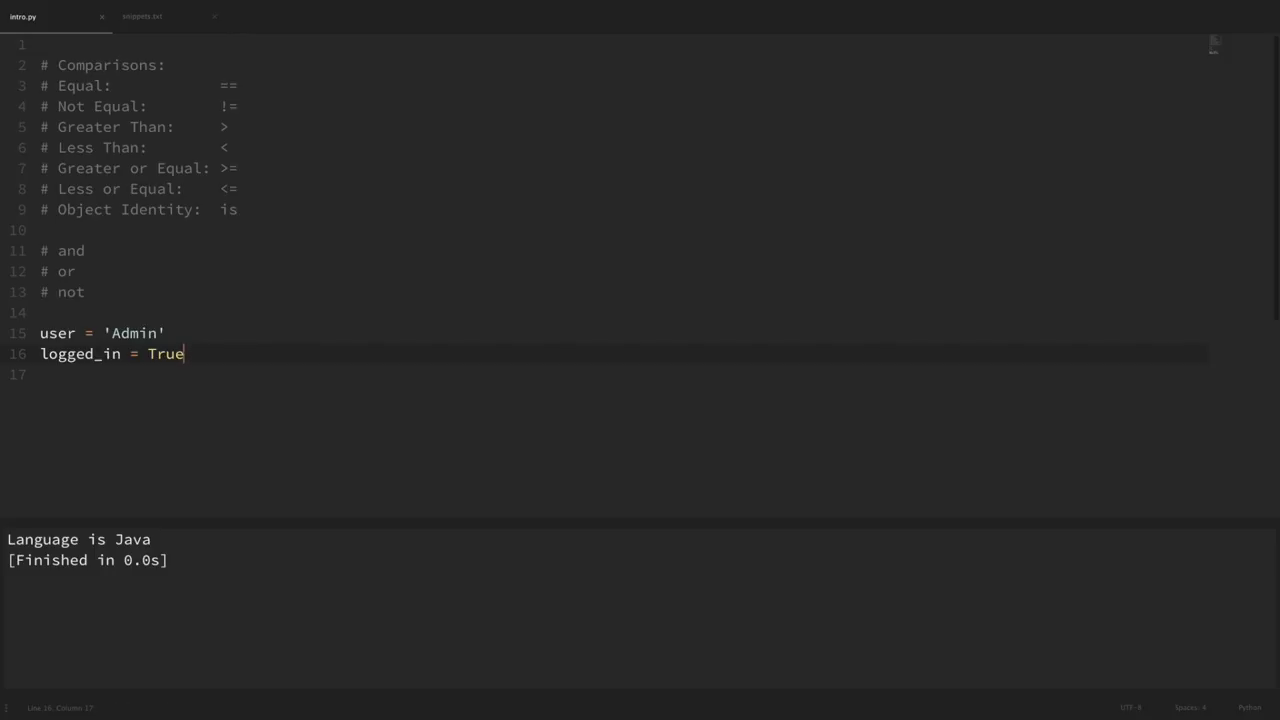 intro.py × snippets.txt ×
1
2 # Comparisons:
3 # Equal:            ==
4 # Not Equal:        !=
5 # Greater Than:     >
6 # Less Than:        <
7 # Greater or Equal: >=
8 # Less or Equal:    <=
9 # Object Identity:  is
10
11 # and
12 # or
13 # not
14
15 user = 'Admin'
16 logged_in = True
17
Language is Java
[Finished in 0.0s]
Line 16, Column 17 UTF-8 Spaces: 4 Python